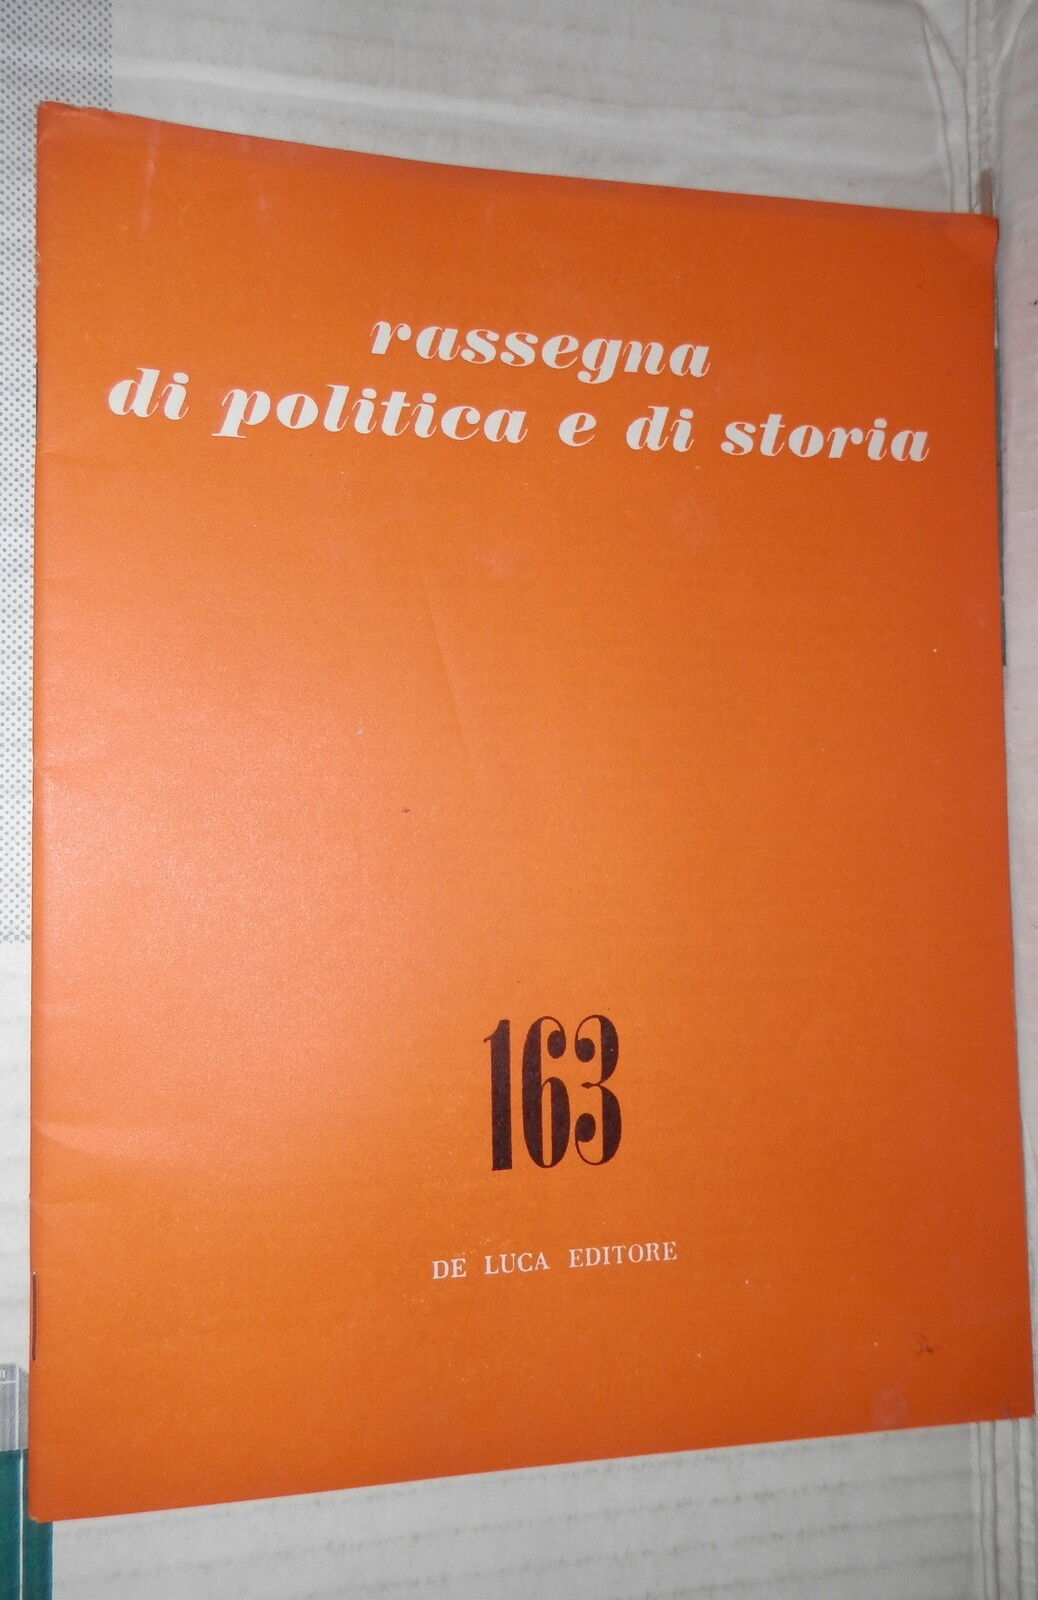 rassegna
di politica e di storia
163
DE LUCA EDITORE